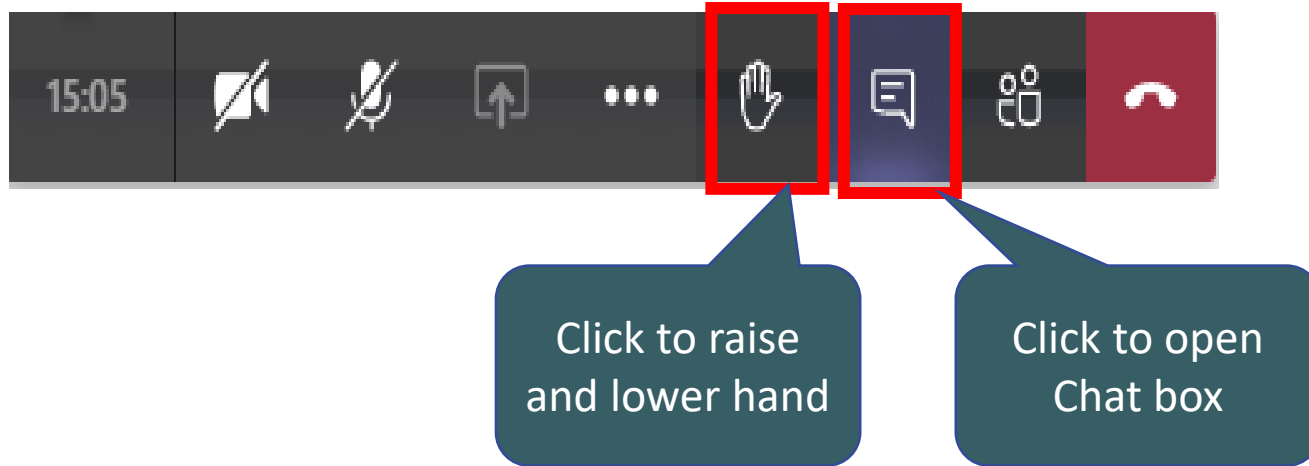 15:05
Click to raise
and lower hand
Click to open
Chat box